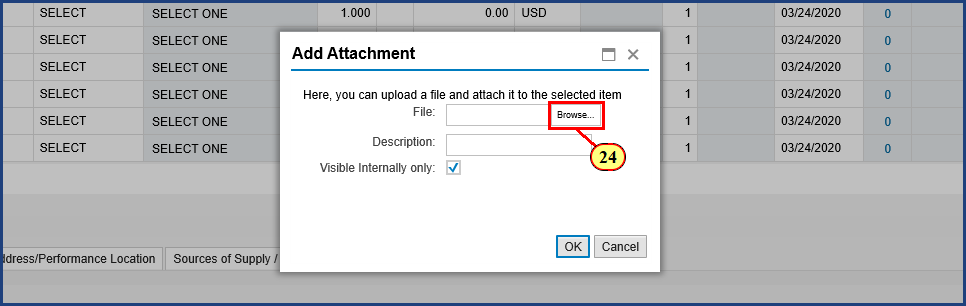 SELECT SELECT ONE 1.000 0.00 USD 1 03/24/2020 0
SELECT SELECT ONE 1 03/24/2020 0
Add Attachment
SELECT SELECT ONE 1 03/24/2020 0
SELECT SELECT ONE 1 03/24/2020 0
Here, you can upload a file and attach it to the selected item
SELECT SELECT ONE 1 03/24/2020 0
File: Browse...
SELECT SELECT ONE 1 03/24/2020 0
Description:
24
Visible Internally only:
OK Cancel
ddress/Performance Location Sources of Supply /